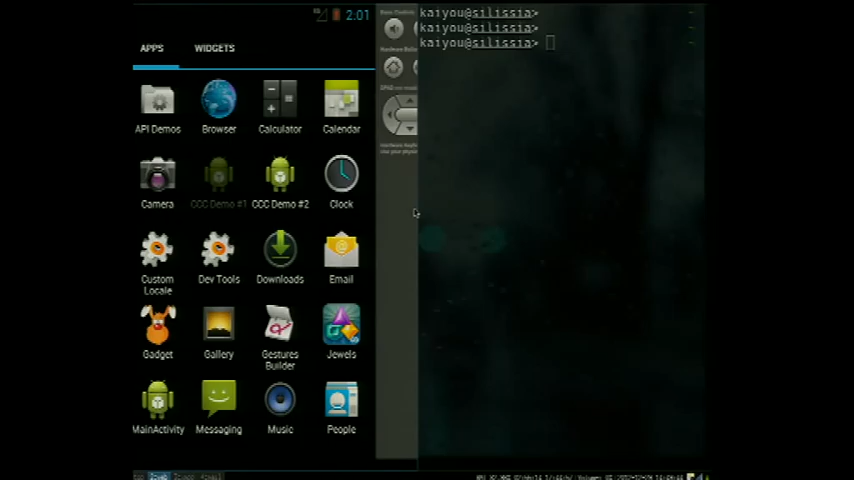 2:01
APPS WIDGETS
API Demos Browser Calculator Calendar
Camera CCC Demo #1 CCC Demo #2 Clock
Custom Locale Dev Tools Downloads Email
Gadget Gallery Gestures Builder Jewels
MainActivity Messaging Music People
kaiyou@silissia>
kaiyou@silissia>
kaiyou@silissia>